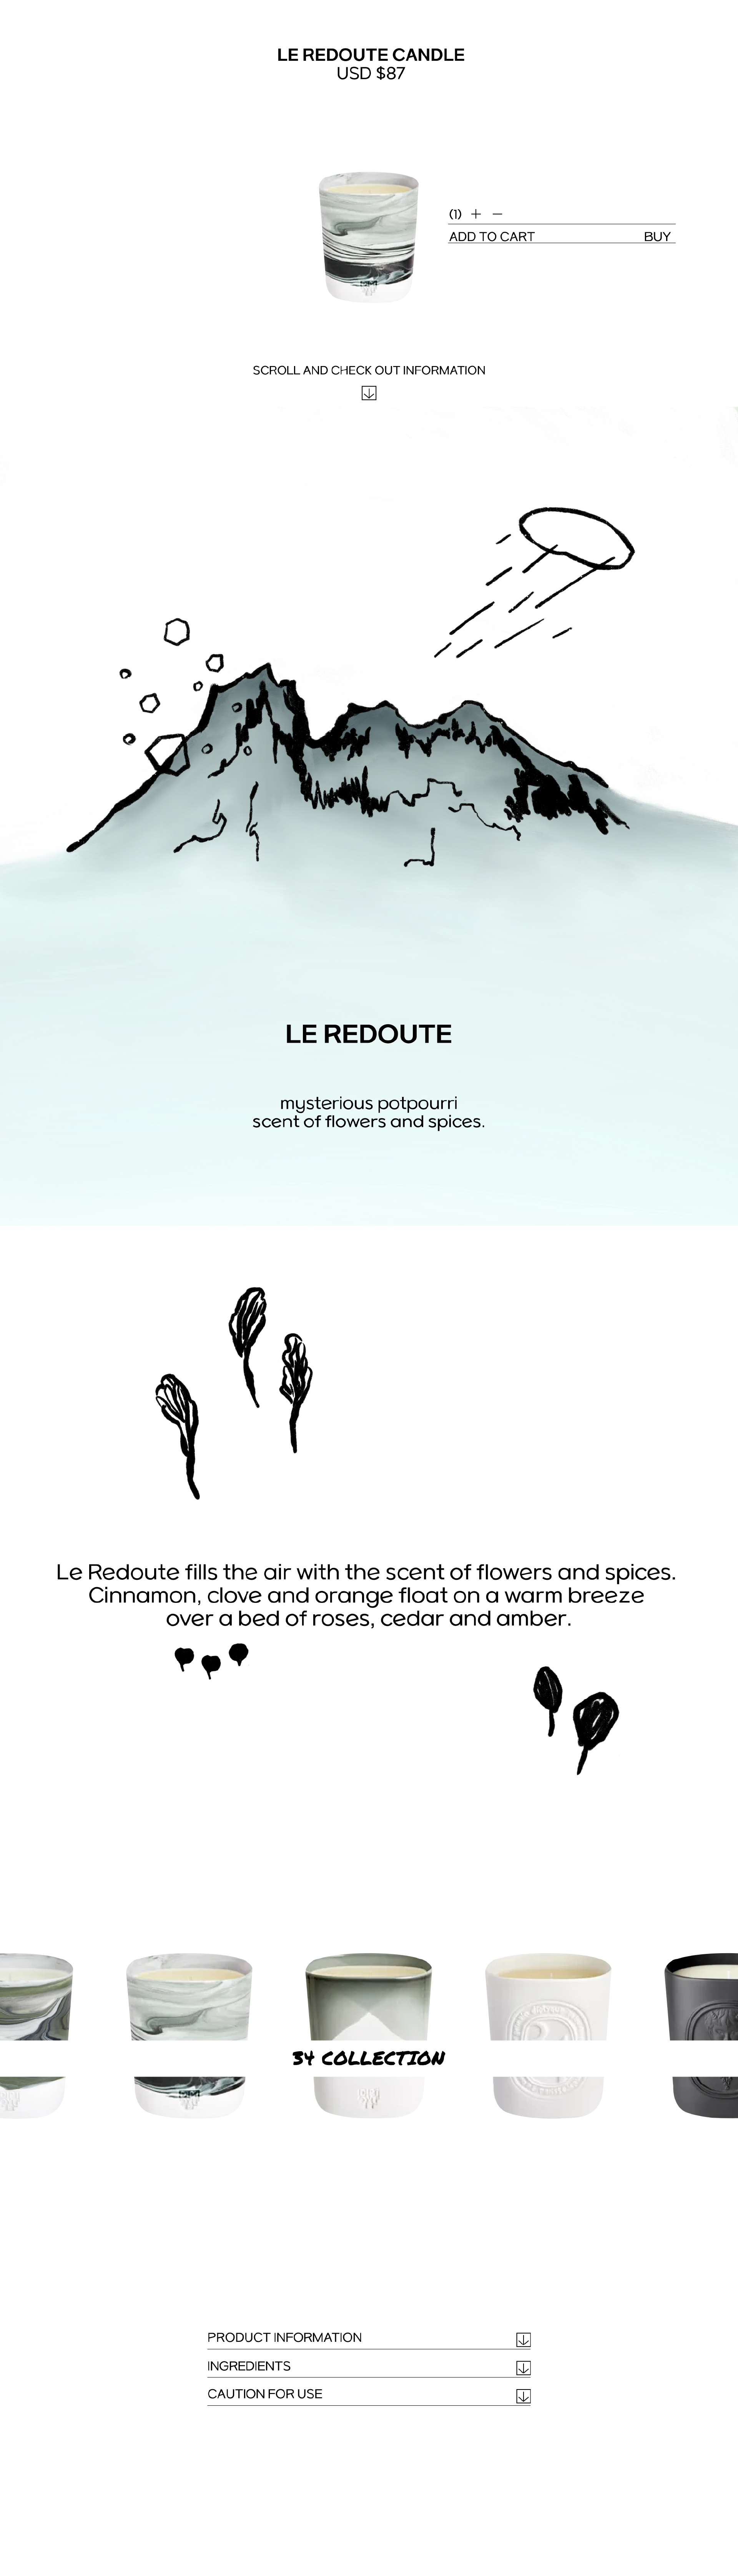 LE REDOUTE CANDLE
USD $87
(1) + −
ADD TO CART BUY
SCROLL AND CHECK OUT INFORMATION
LE REDOUTE
mysterious potpourri
scent of flowers and spices.
Le Redoute fills the air with the scent of flowers and spices.
Cinnamon, clove and orange float on a warm breeze
over a bed of roses, cedar and amber.
34 COLLECTION
PRODUCT INFORMATION
INGREDIENTS
CAUTION FOR USE